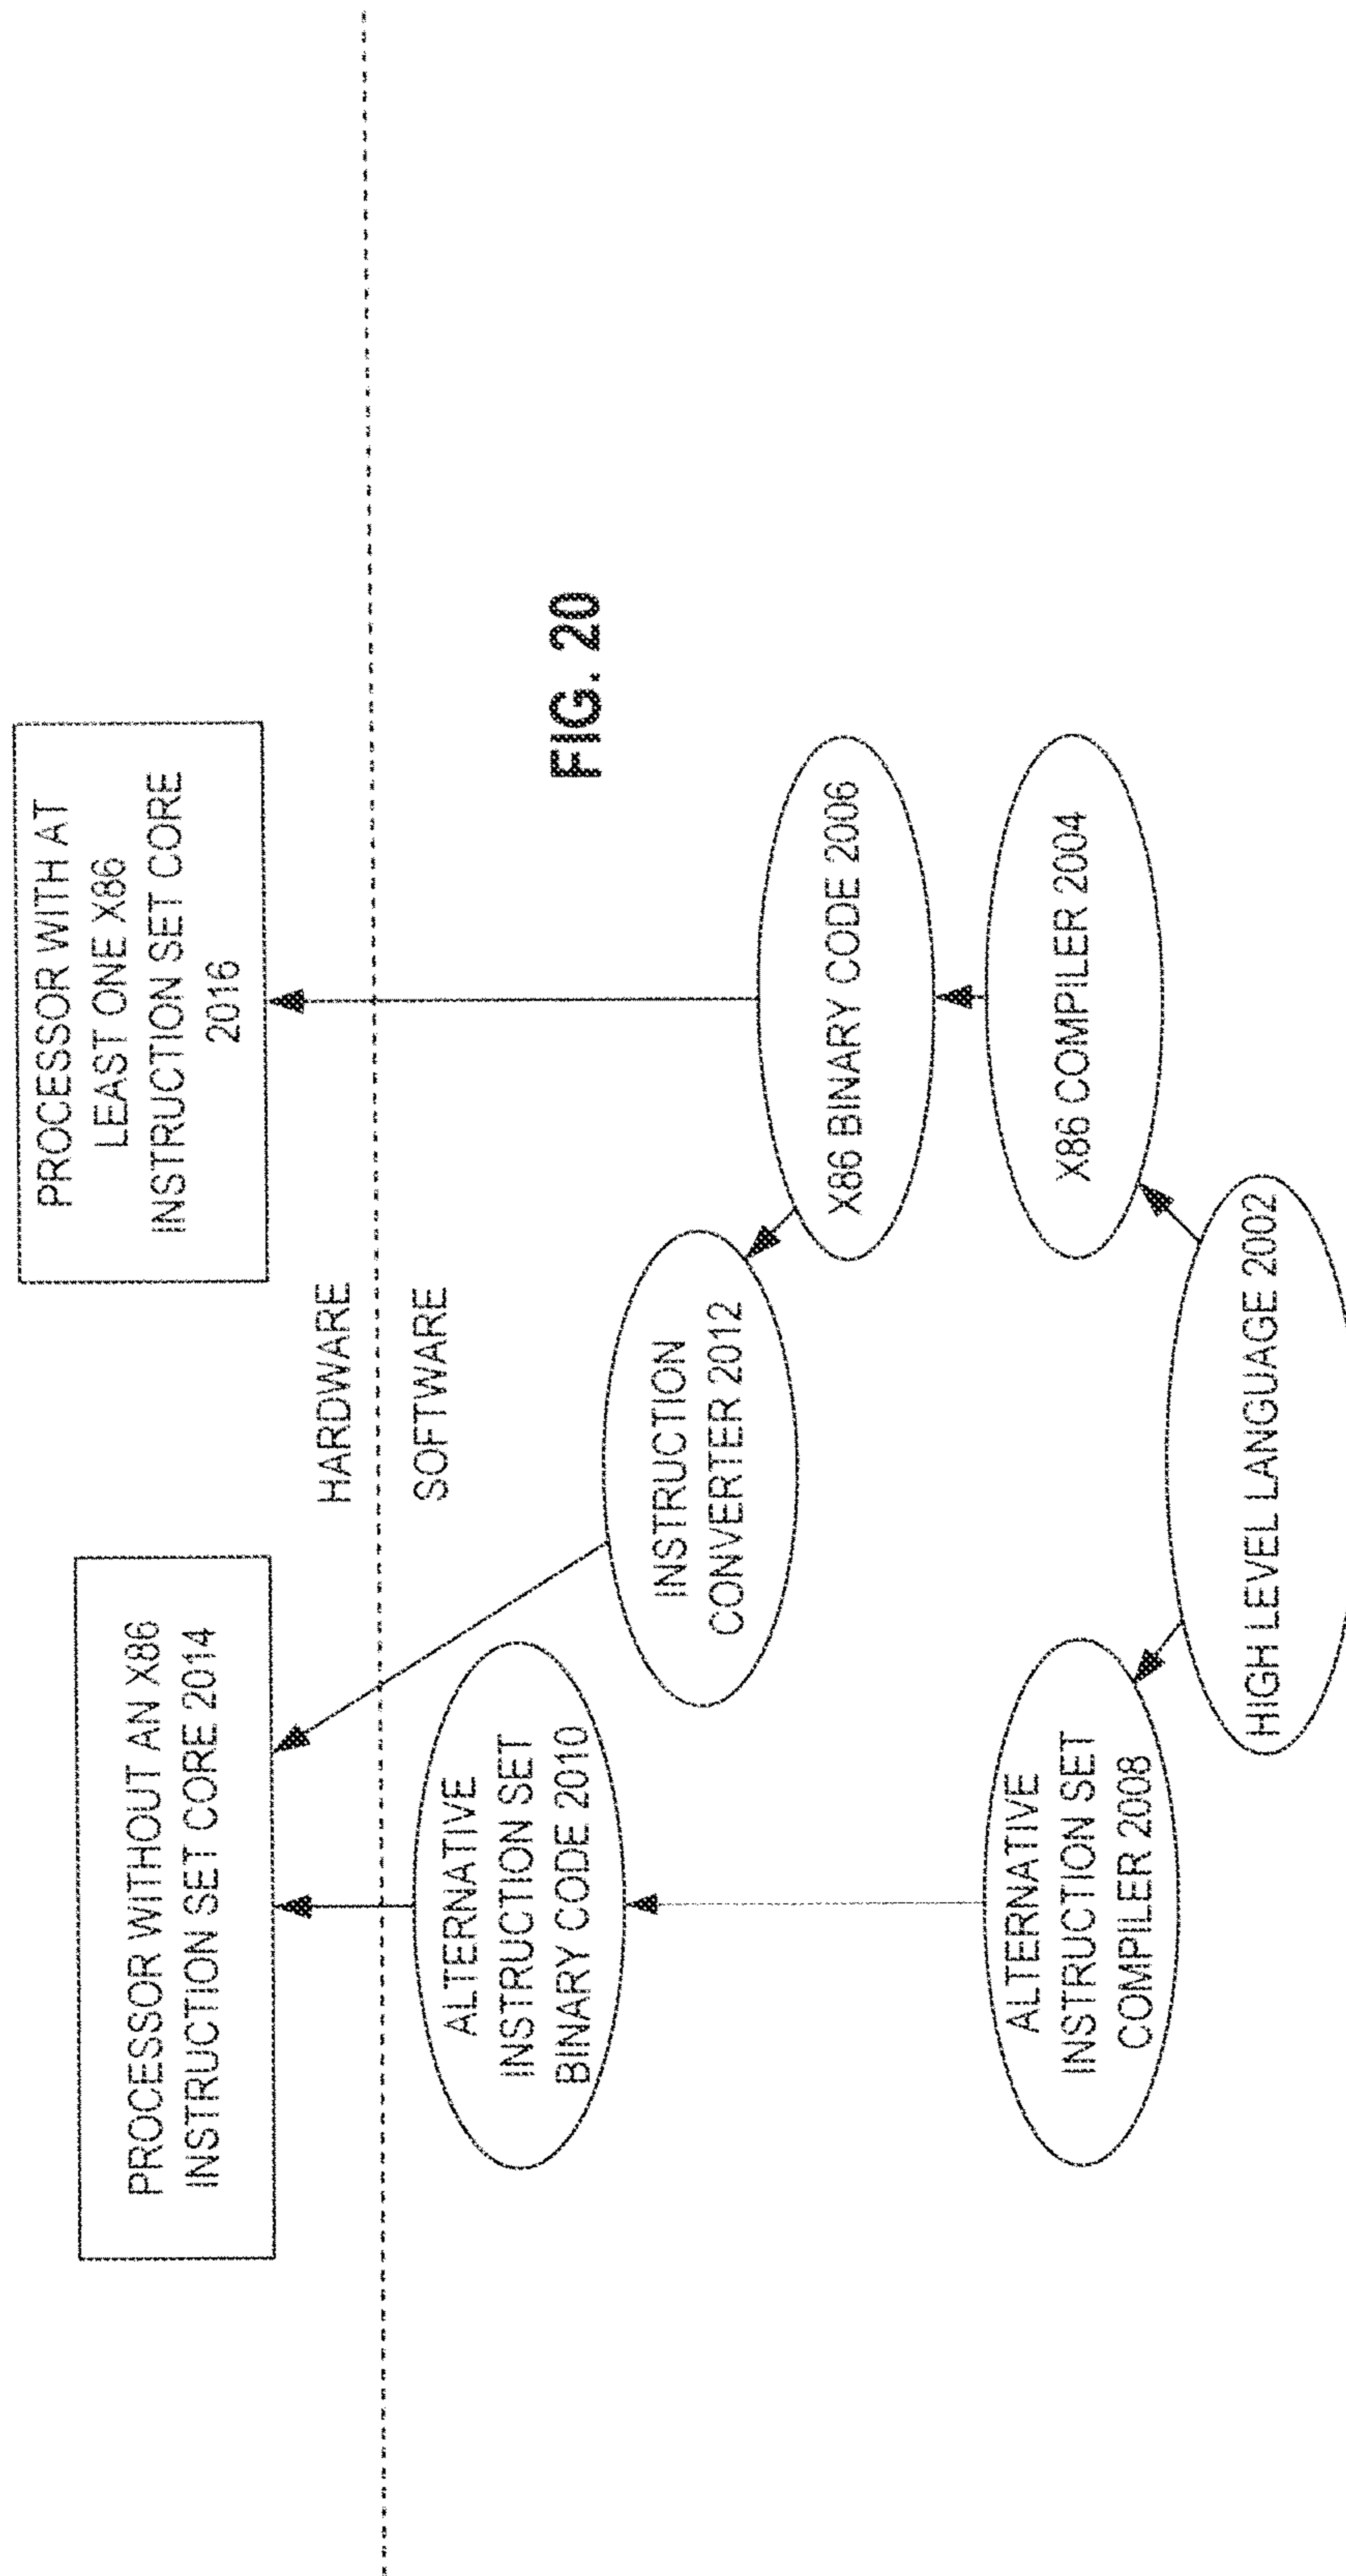 PROCESSOR WITHOUT AN X86
INSTRUCTION SET CORE 2014
PROCESSOR WITH AT
LEAST ONE X86
INSTRUCTION SET CORE
2016
HARDWARE
SOFTWARE
ALTERNATIVE
INSTRUCTION SET
BINARY CODE 2010
INSTRUCTION
CONVERTER 2012
FIG. 20
X86 BINARY CODE 2006
ALTERNATIVE
INSTRUCTION SET
COMPILER 2008
X86 COMPILER 2004
HIGH LEVEL LANGUAGE 2002